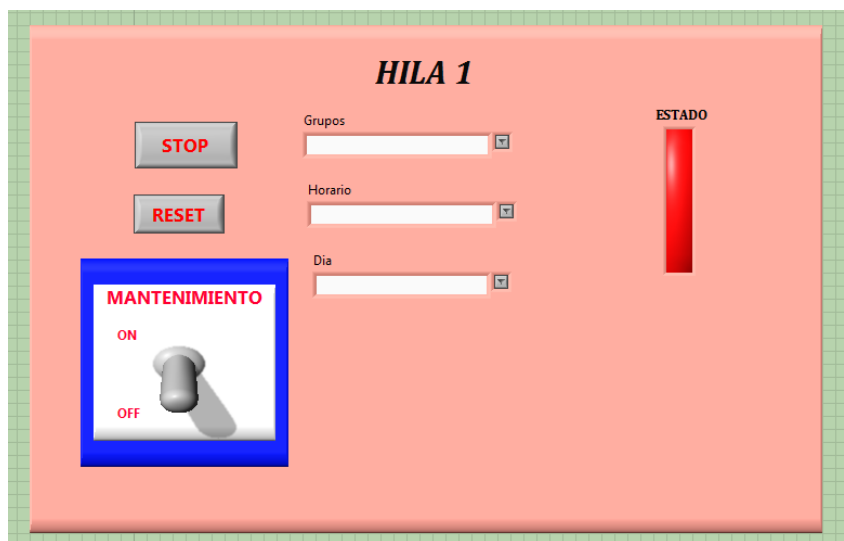 HILA 1
STOP
RESET
Grupos
Horario
Dia
ESTADO
MANTENIMIENTO
ON
OFF